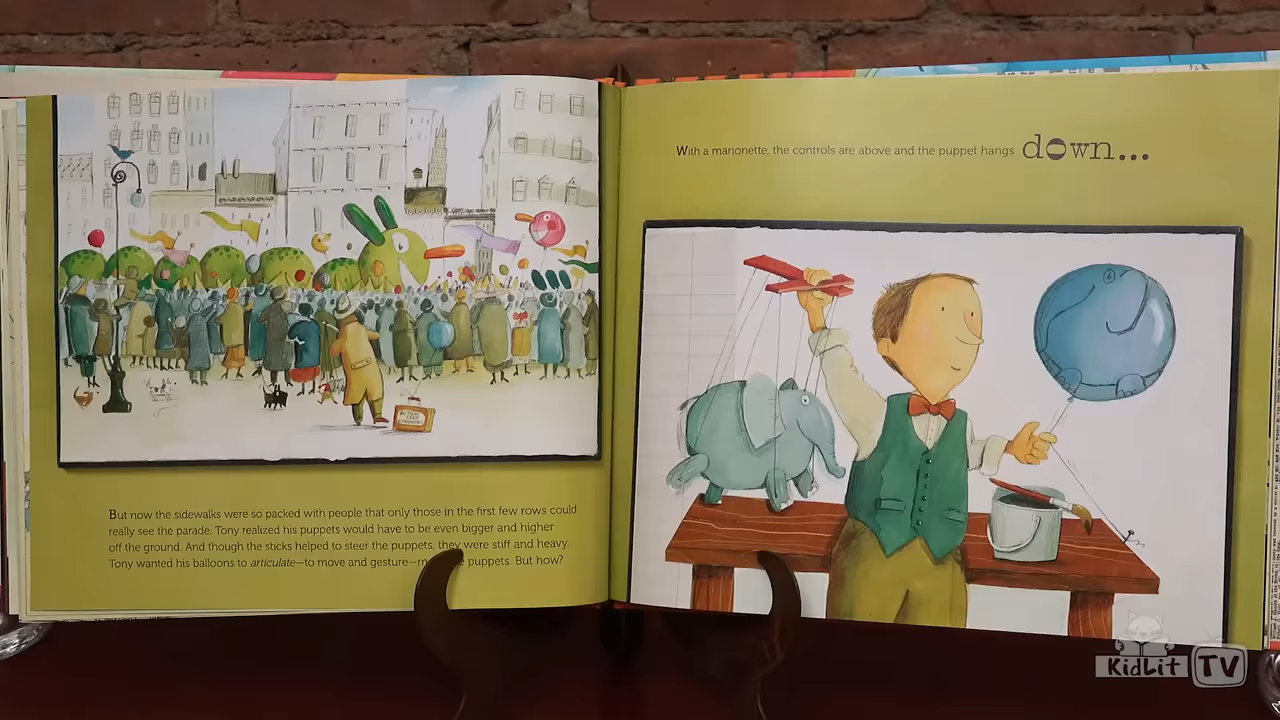 But now the sidewalks were so packed with people that only those in the first few rows could
really see the parade. Tony realized his puppets would have to be even bigger and higher
off the ground. And though the sticks helped to steer the puppets, they were stiff and heavy.
Tony wanted his balloons to articulate—to move and gesture— puppets. But how?
With a marionette, the controls are above and the puppet hangs down...
KidLit TV